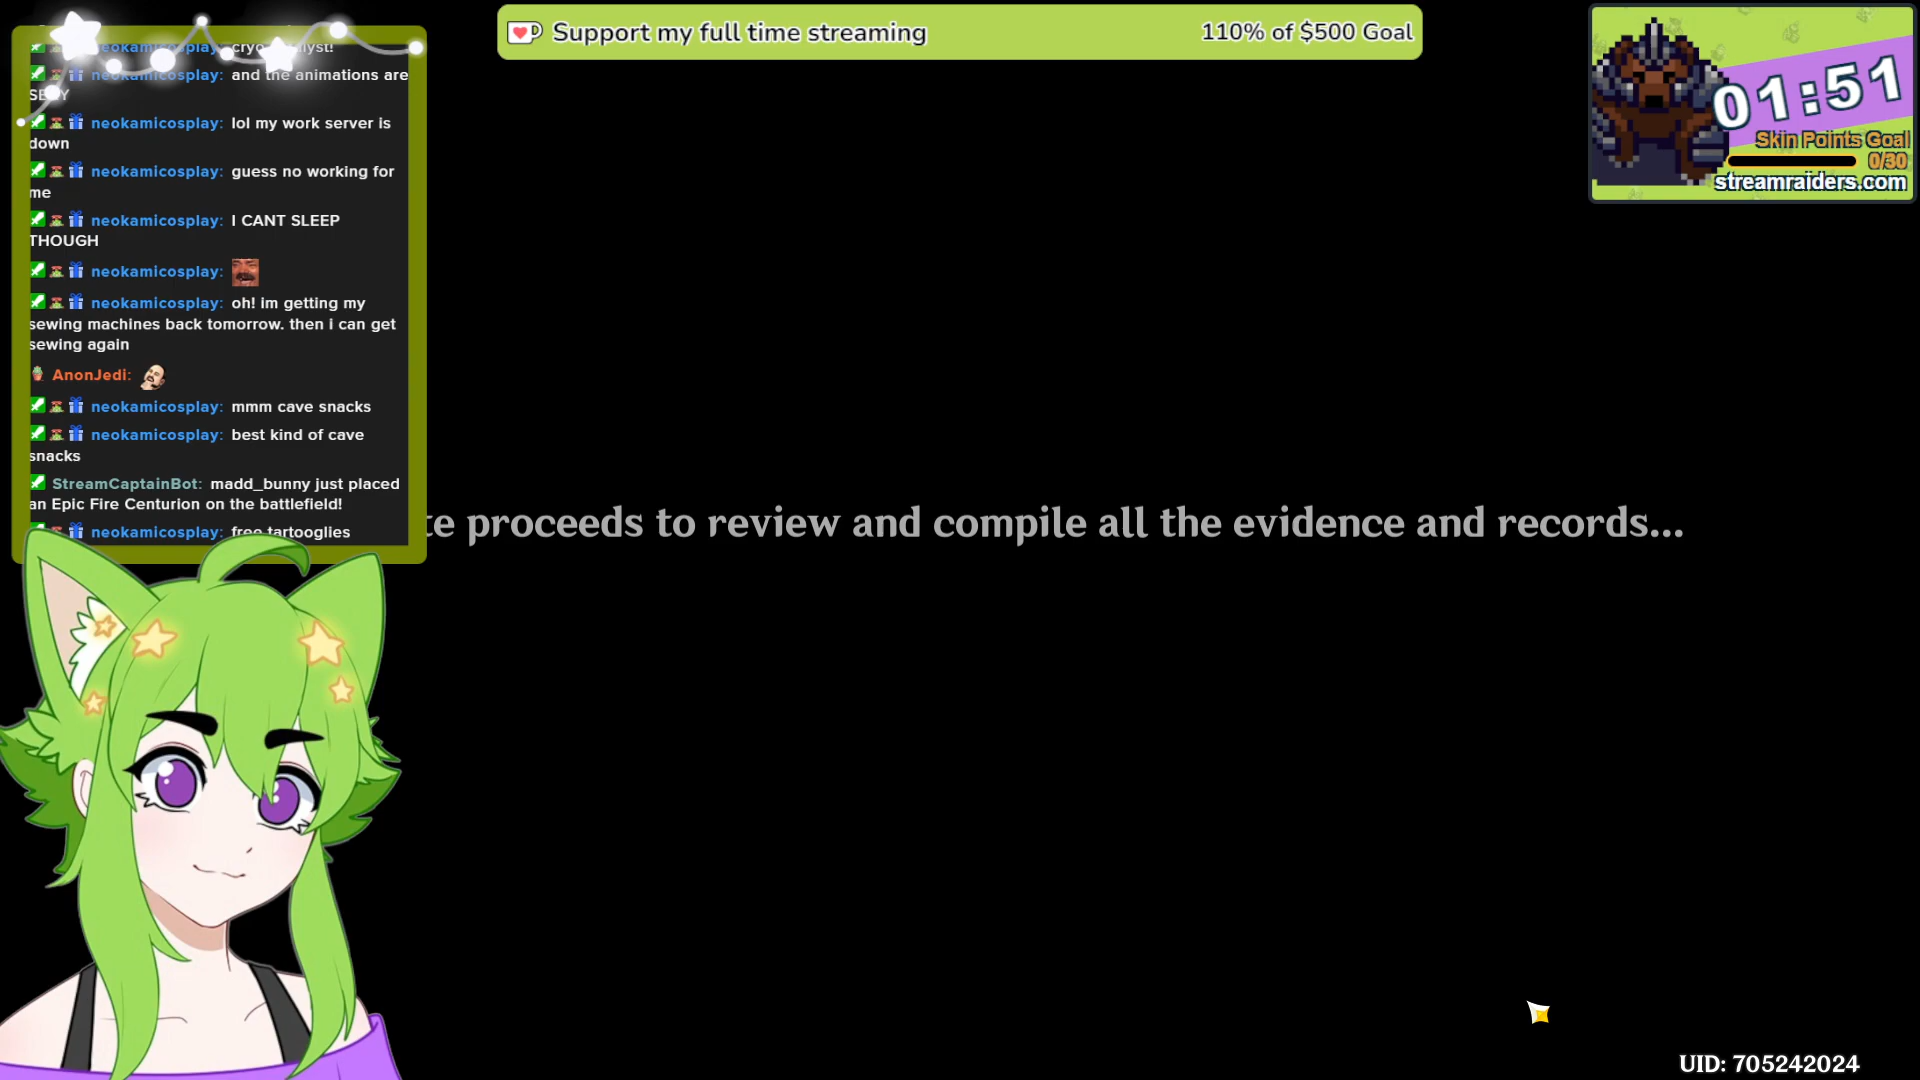 Support my full time streaming 110% of $500 Goal
01:51
Skin Points Goal
0/30
streamraiders.com
neokamicosplay:
neokamicosplay: and the animations are
neokamicosplay: lol my work server is
down
neokamicosplay: guess no working for
me
neokamicosplay: I CANT SLEEP
THOUGH
neokamicosplay:
neokamicosplay: oh! im getting my
sewing machines back tomorrow. then i can get
sewing again
AnonJedi:
neokamicosplay: mmm cave snacks
neokamicosplay: best kind of cave
snacks
StreamCaptainBot: madd_bunny just placed
an Epic Fire Centurion on the battlefield!
neokamicosplay: free tartooglies
te proceeds to review and compile all the evidence and records...
UID: 705242024